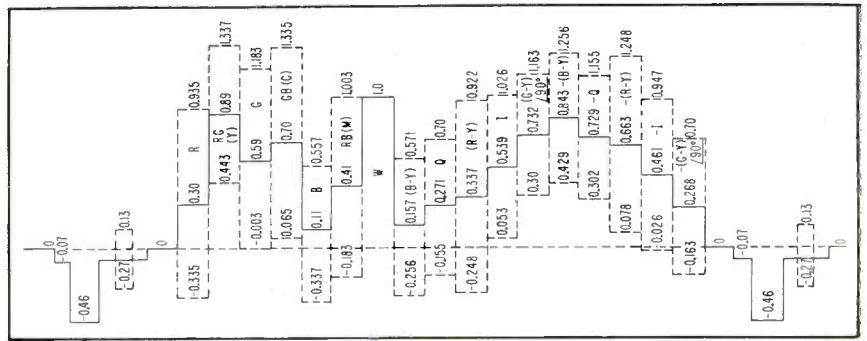 0
-0.07
-0.46
-0.27 0.13
0
-0.335 0.30 R 0.935
0.443 RG (Y) 0.89 1.337
-0.003 0.59 G 1.183
0.065 0.70 GB (C) 1.335
-0.337 0.11 B 0.557
-0.183 0.41 RB (M) 1.003
W 1.0
-0.256 0.157 (B-Y) 0.571
-0.155 0.271 Q 0.70
-0.248 0.337 (R-Y) 0.922
0.053 0.539 I 1.026
0.30 0.732 (G-Y) /90° 1.163
0.429 0.843 -(B-Y) 1.256
0.302 0.729 -Q 1.155
0.078 0.663 -(R-Y) 1.248
-0.026 0.461 -I 0.947
-0.163 0.268 -(G-Y) /90° 0.70
0
-0.07
-0.46
-0.27 0.13
0